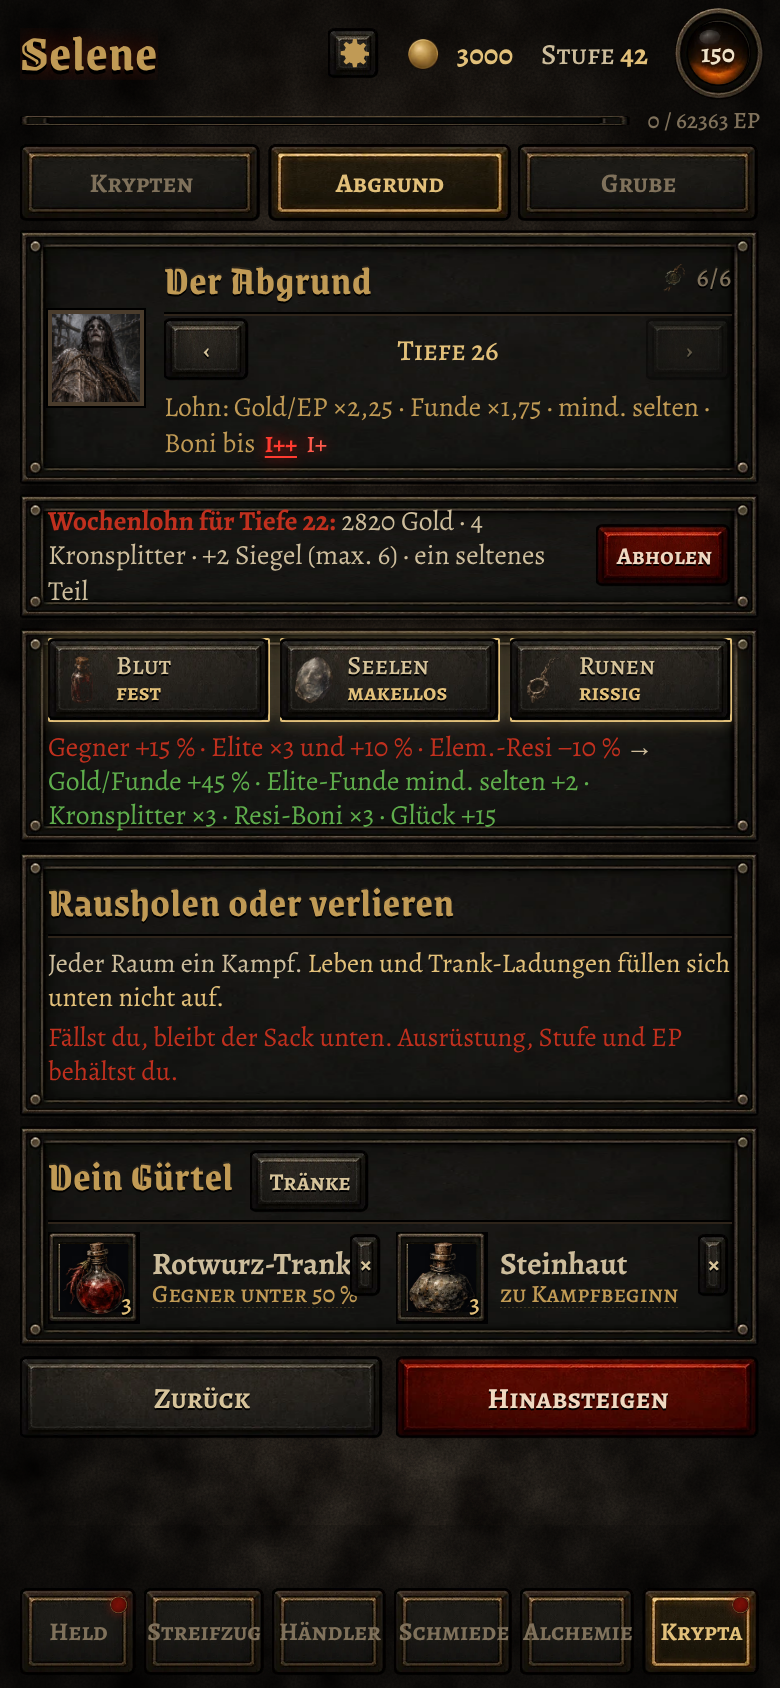 Selene
3000
Stufe 42
150
0 / 62363 EP
Krypten
Abgrund
Grube
Der Abgrund
6/6
‹
Tiefe 26
›
Lohn: Gold/EP ×2,25 · Funde ×1,75 · mind. selten ·
Boni bis I++ I+
Wochenlohn für Tiefe 22: 2820 Gold · 4
Kronsplitter · +2 Siegel (max. 6) · ein seltenes
Teil
Abholen
Blut
fest
Seelen
makellos
Runen
rissig
Gegner +15 % · Elite ×3 und +10 % · Elem.-Resi −10 % →
Gold/Funde +45 % · Elite-Funde mind. selten +2 ·
Kronsplitter ×3 · Resi-Boni ×3 · Glück +15
Rausholen oder verlieren
Jeder Raum ein Kampf. Leben und Trank-Ladungen füllen sich
unten nicht auf.
Fällst du, bleibt der Sack unten. Ausrüstung, Stufe und EP
behältst du.
Dein Gürtel
Tränke
3
Rotwurz-Trank
Gegner unter 50 %
×
3
Steinhaut
zu Kampfbeginn
×
Zurück
Hinabsteigen
Held
Streifzug
Händler
Schmiede
Alchemie
Krypta